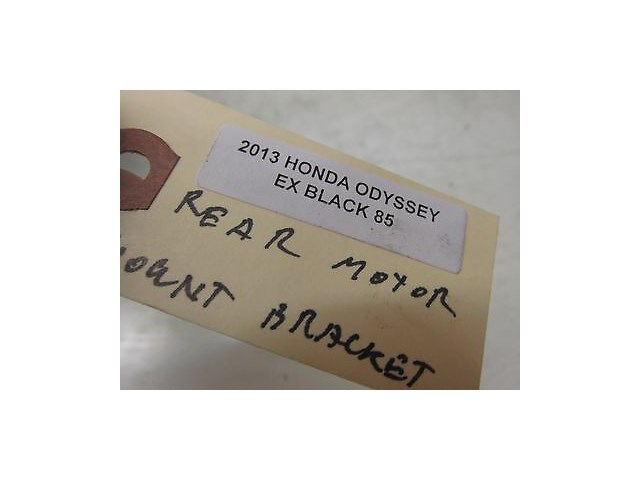 2013 HONDA ODYSSEY
EX BLACK 85
REAR MOTOR
MOUNT BRACKET